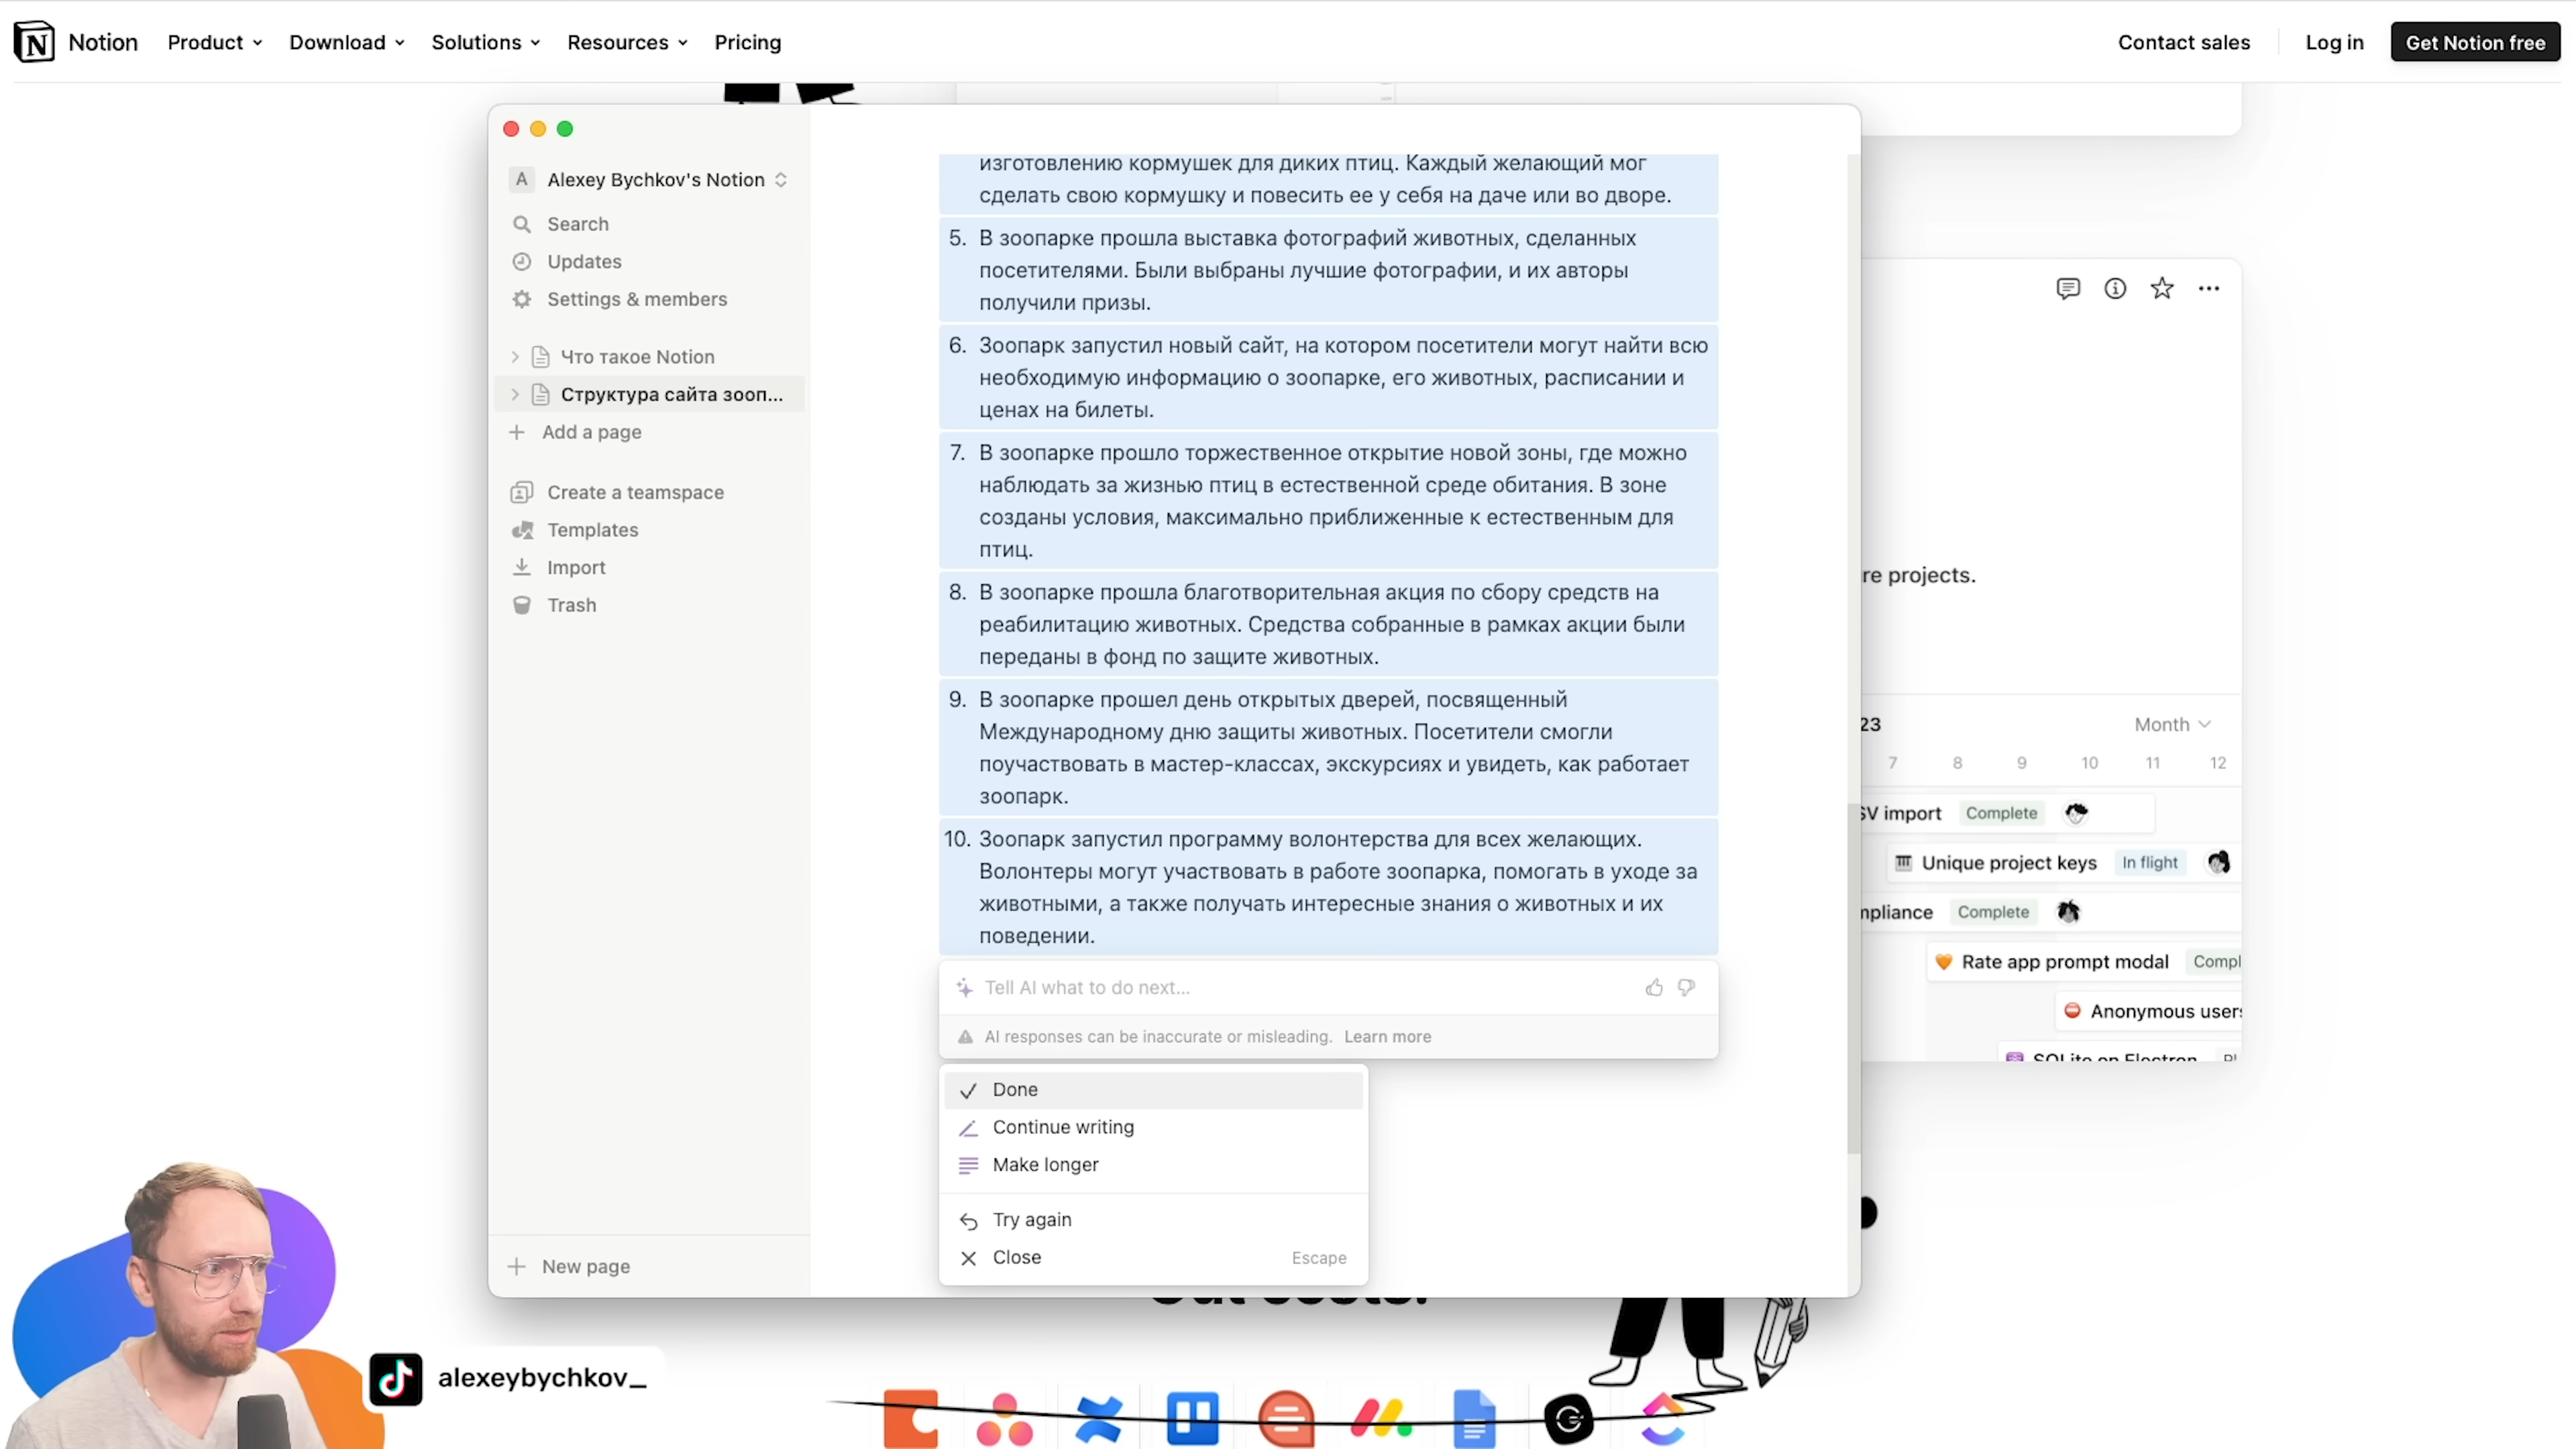 Notion
Product
Download
Solutions
Resources
Pricing
Contact sales
Log in
Get Notion free
A
Alexey Bychkov's Notion
Search
Updates
Settings & members
Что такое Notion
Структура сайта зооп...
Add a page
Create a teamspace
Templates
Import
Trash
New page
изготовлению кормушек для диких птиц. Каждый желающий мог
сделать свою кормушку и повесить ее у себя на даче или во дворе.
5. В зоопарке прошла выставка фотографий животных, сделанных
посетителями. Были выбраны лучшие фотографии, и их авторы
получили призы.
6. Зоопарк запустил новый сайт, на котором посетители могут найти всю
необходимую информацию о зоопарке, его животных, расписании и
ценах на билеты.
7. В зоопарке прошло торжественное открытие новой зоны, где можно
наблюдать за жизнью птиц в естественной среде обитания. В зоне
созданы условия, максимально приближенные к естественным для
птиц.
8. В зоопарке прошла благотворительная акция по сбору средств на
реабилитацию животных. Средства собранные в рамках акции были
переданы в фонд по защите животных.
9. В зоопарке прошел день открытых дверей, посвященный
Международному дню защиты животных. Посетители смогли
поучаствовать в мастер-классах, экскурсиях и увидеть, как работает
зоопарк.
10. Зоопарк запустил программу волонтерства для всех желающих.
Волонтеры могут участвовать в работе зоопарка, помогать в уходе за
животными, а также получать интересные знания о животных и их
поведении.
Tell AI what to do next...
AI responses can be inaccurate or misleading. Learn more
Done
Continue writing
Make longer
Try again
Close Escape
re projects.
23 Month
7 8 9 10 11 12
SV import Complete
Unique project keys In flight
mpliance Complete
Rate app prompt modal Compl
Anonymous users
SQLite on Electron
alexeybychkov_